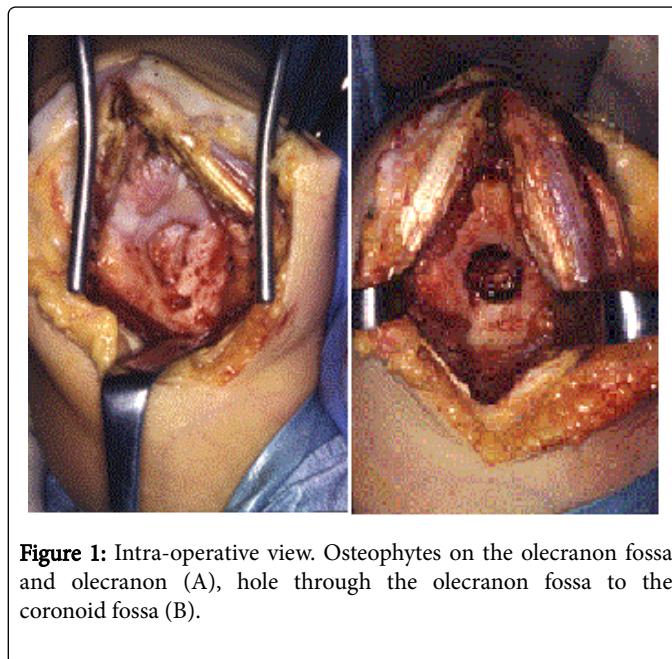 Figure 1: Intra-operative view. Osteophytes on the olecranon fossa
and olecranon (A), hole through the olecranon fossa to the
coronoid fossa (B).